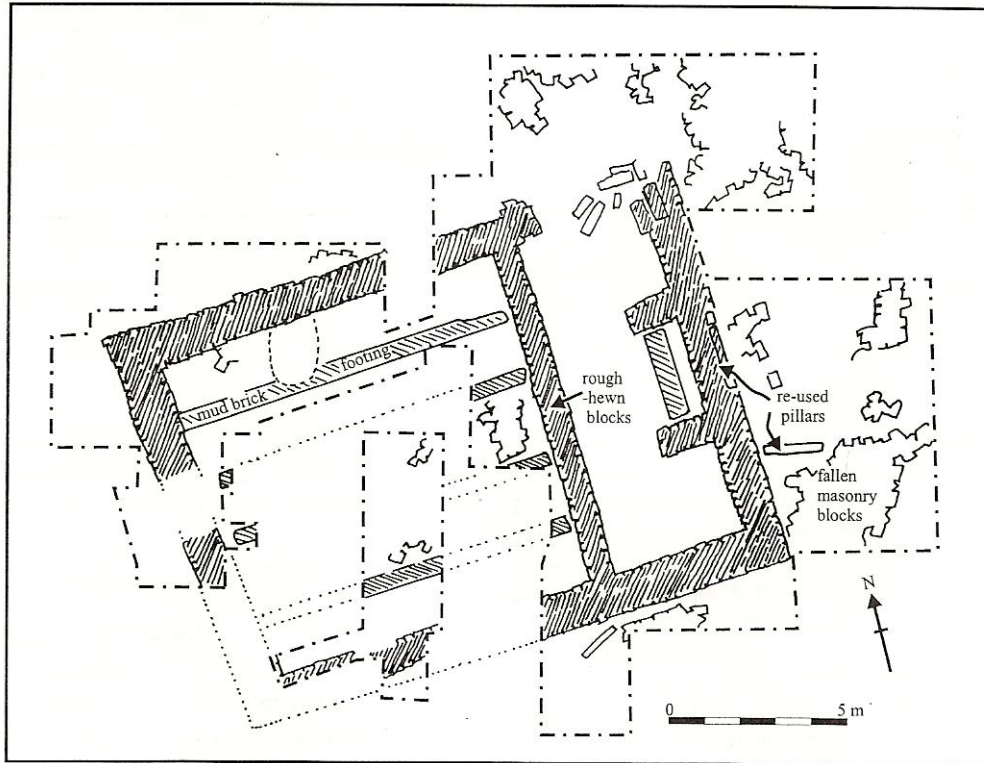 footing
mud brick
rough
-hewn
blocks
re-used
pillars
fallen
masonry
blocks
N
0
5 m